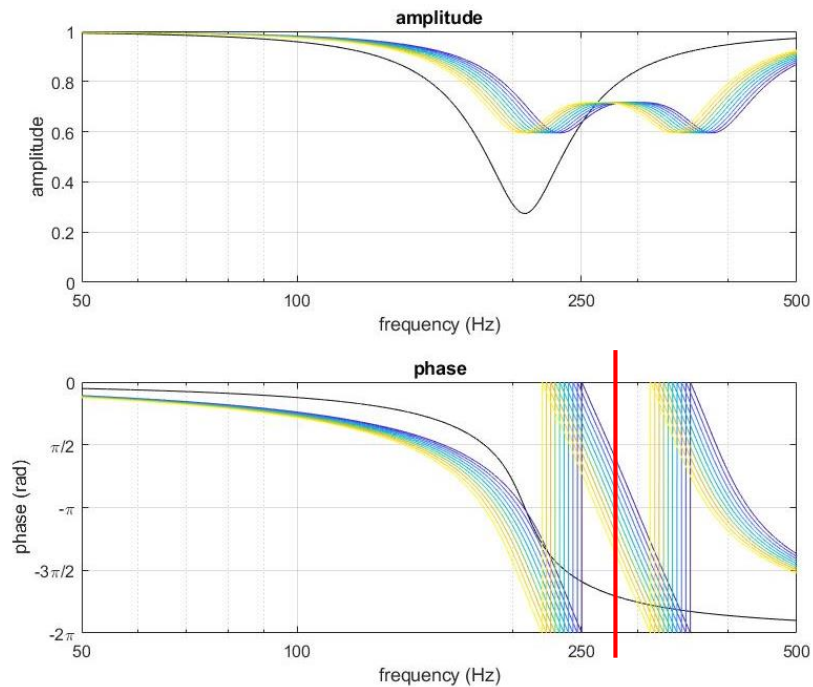 amplitude
1
0.8
0.6
0.4
0.2
0
amplitude
50 100 250 500
frequency (Hz)
phase
0
π/2
-π
-3π/2
-2π
phase (rad)
50 100 250 500
frequency (Hz)